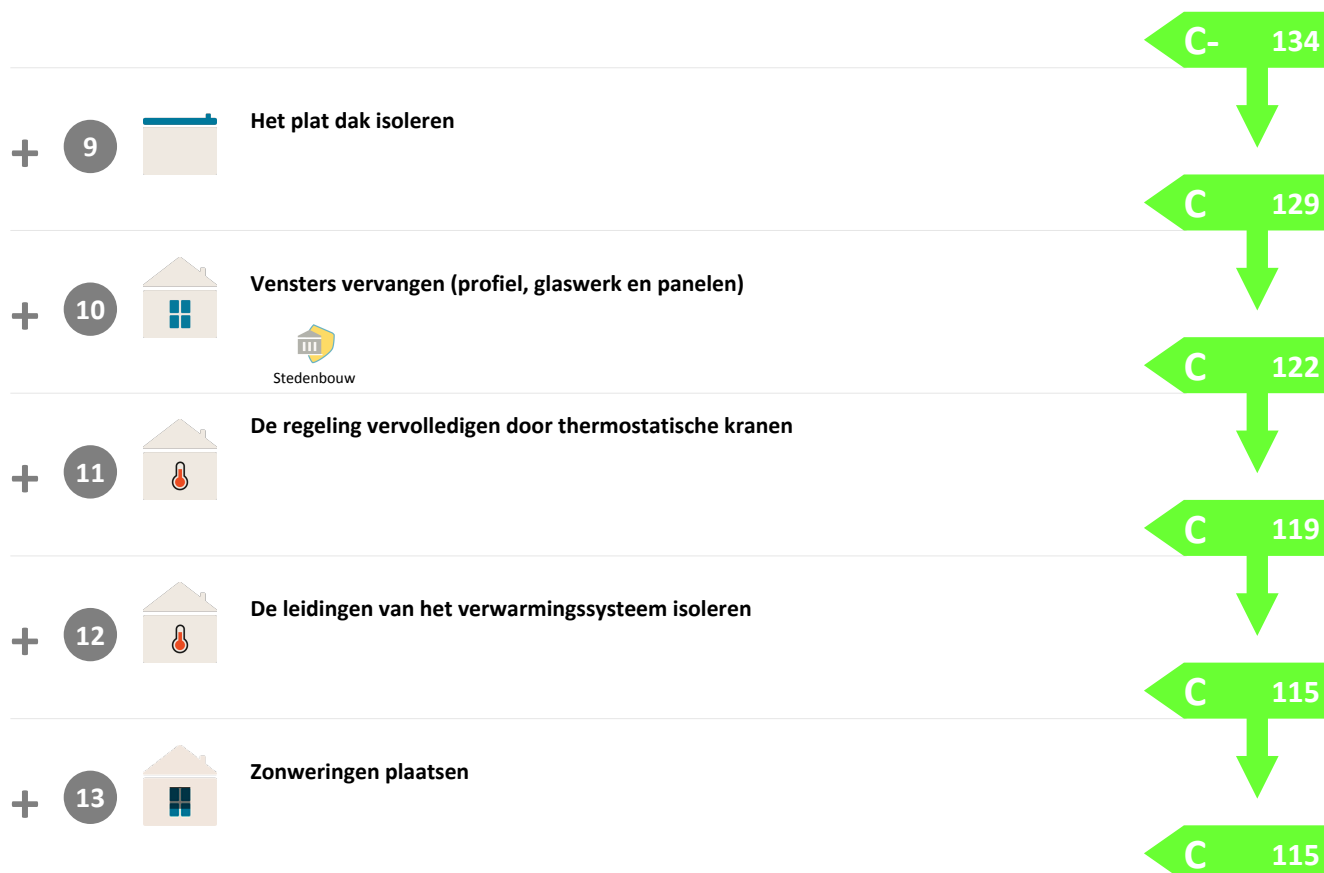 C- 134
+ 9 Het plat dak isoleren
C 129
+ 10 Vensters vervangen (profiel, glaswerk en panelen)
Stedenbouw
C 122
+ 11 De regeling vervolledigen door thermostatische kranen
C 119
+ 12 De leidingen van het verwarmingssysteem isoleren
C 115
+ 13 Zonweringen plaatsen
C 115